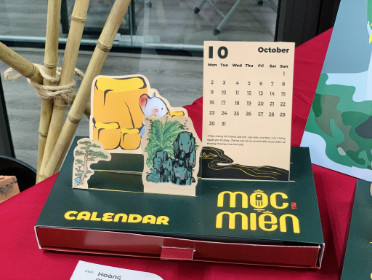 10 October
Mon Tue Wed Thu Fri Sat Sun
1
2 3 4 5 6 7 8
9 10 11 12 13 14 15
16 17 18 19 20 21 22
23 24 25 26 27 28 29
30 31
CALENDAR
mộc
miên
Hoàng